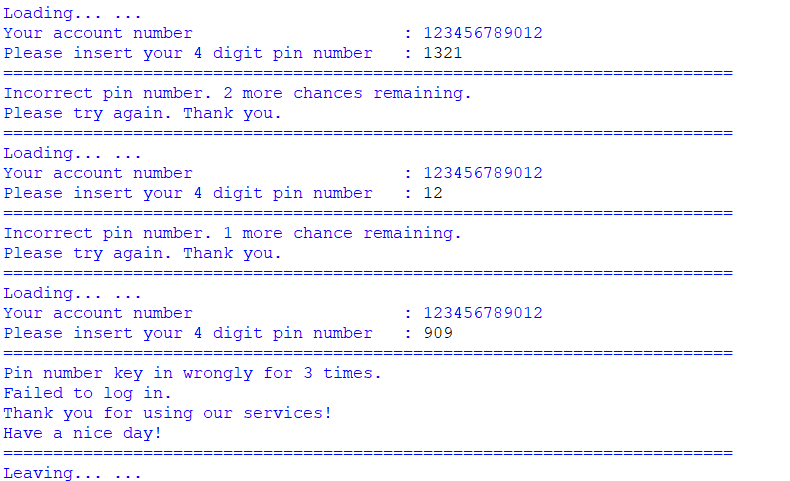 Loading... ...
Your account number                     : 123456789012
Please insert your 4 digit pin number   : 1321
=========================================================================
Incorrect pin number. 2 more chances remaining.
Please try again. Thank you.
=========================================================================
Loading... ...
Your account number                     : 123456789012
Please insert your 4 digit pin number   : 12
=========================================================================
Incorrect pin number. 1 more chance remaining.
Please try again. Thank you.
=========================================================================
Loading... ...
Your account number                     : 123456789012
Please insert your 4 digit pin number   : 909
=========================================================================
Pin number key in wrongly for 3 times.
Failed to log in.
Thank you for using our services!
Have a nice day!
=========================================================================
Leaving... ...